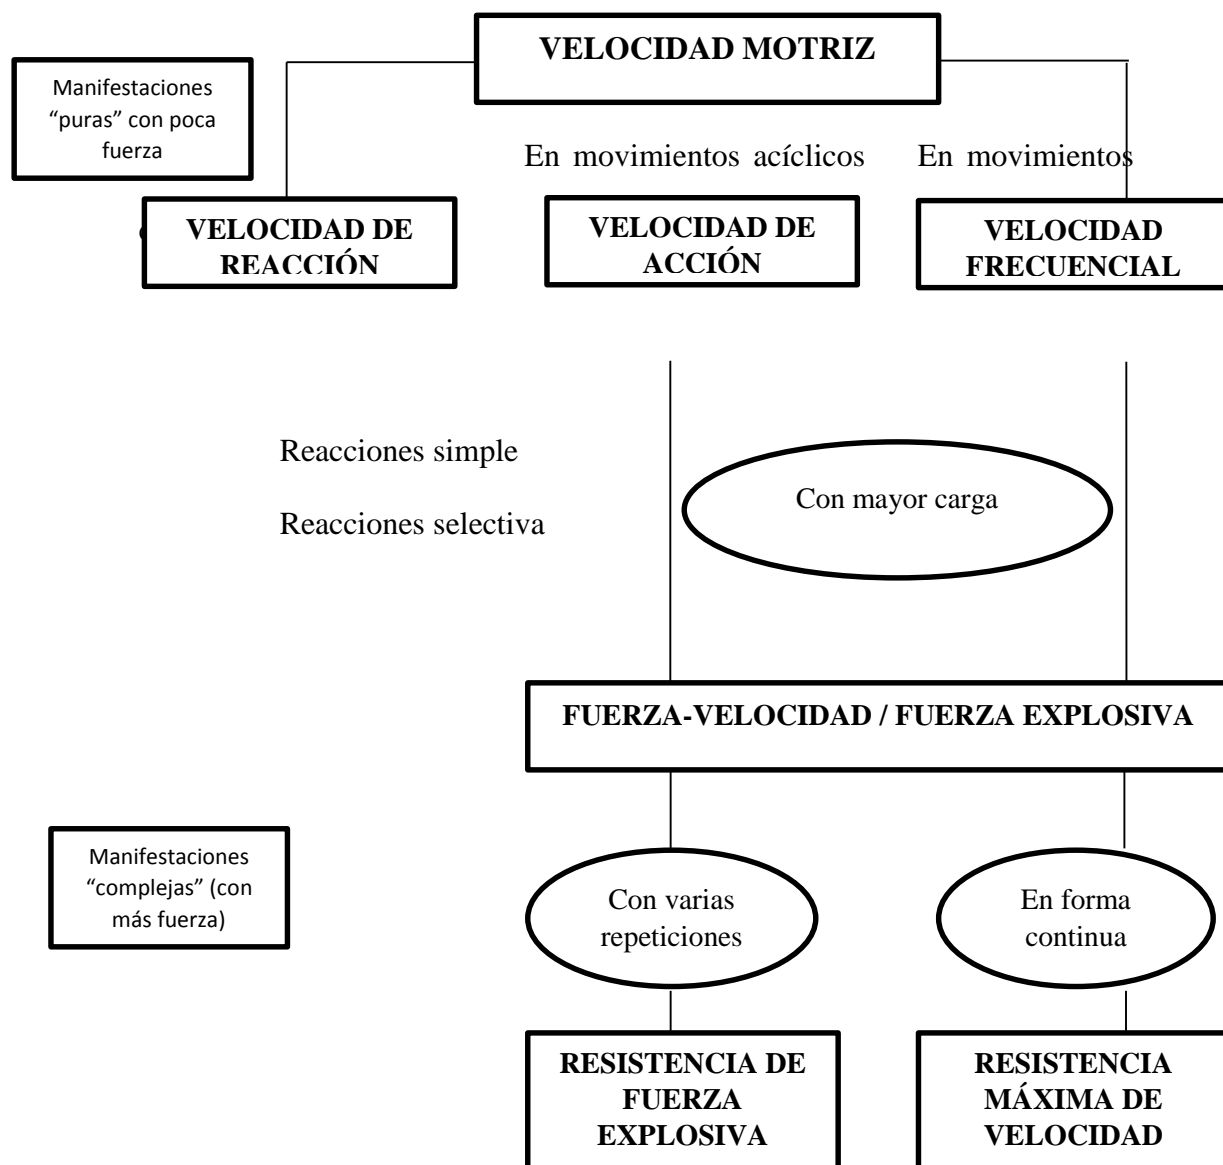 VELOCIDAD MOTRIZ
Manifestaciones
“puras” con poca
fuerza
En movimientos acíclicos
En movimientos
VELOCIDAD DE
REACCIÓN
VELOCIDAD DE
ACCIÓN
VELOCIDAD
FRECUENCIAL
Reacciones simple
Reacciones selectiva
Con mayor carga
FUERZA-VELOCIDAD / FUERZA EXPLOSIVA
Manifestaciones
“complejas” (con
más fuerza)
Con varias
repeticiones
En forma
continua
RESISTENCIA DE
FUERZA
EXPLOSIVA
RESISTENCIA
MÁXIMA DE
VELOCIDAD